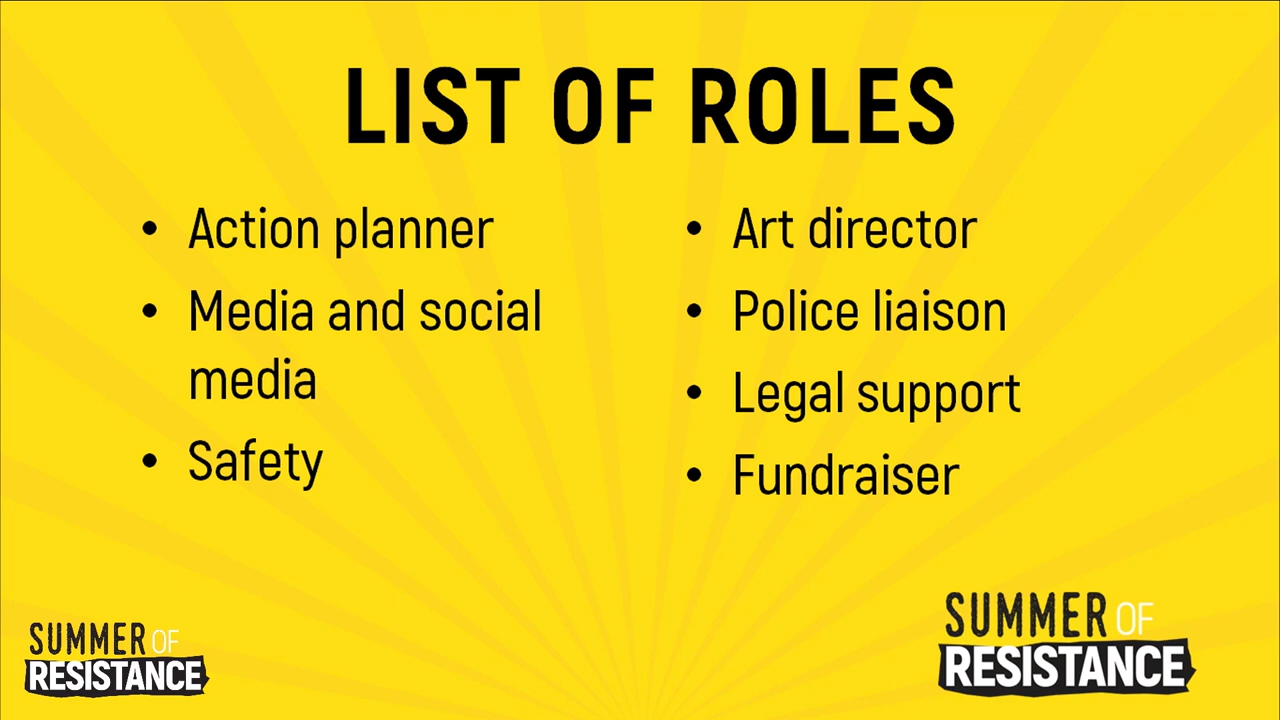 LIST OF ROLES
• Action planner
• Media and social
media
• Safety
• Art director
• Police liaison
• Legal support
• Fundraiser
SUMMER OF
RESISTANCE
SUMMER OF
RESISTANCE